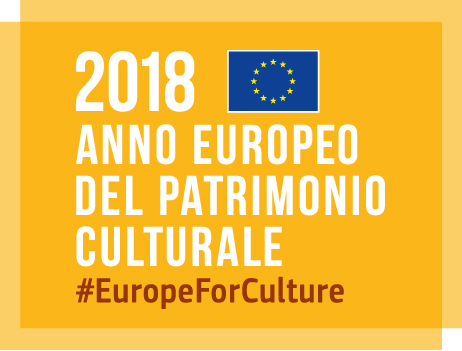 2018
ANNO EUROPEO
DEL PATRIMONIO
CULTURALE
#EuropeForCulture